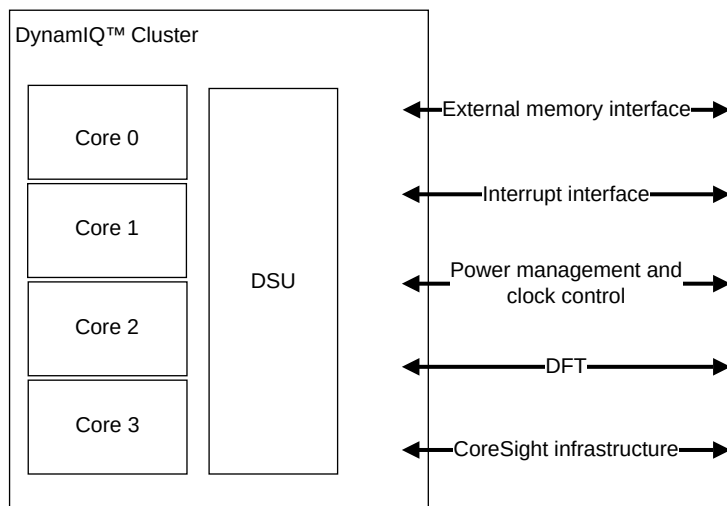 DynamIQ™ Cluster
Core 0
Core 1
Core 2
Core 3
DSU
External memory interface
Interrupt interface
Power management and
clock control
DFT
CoreSight infrastructure